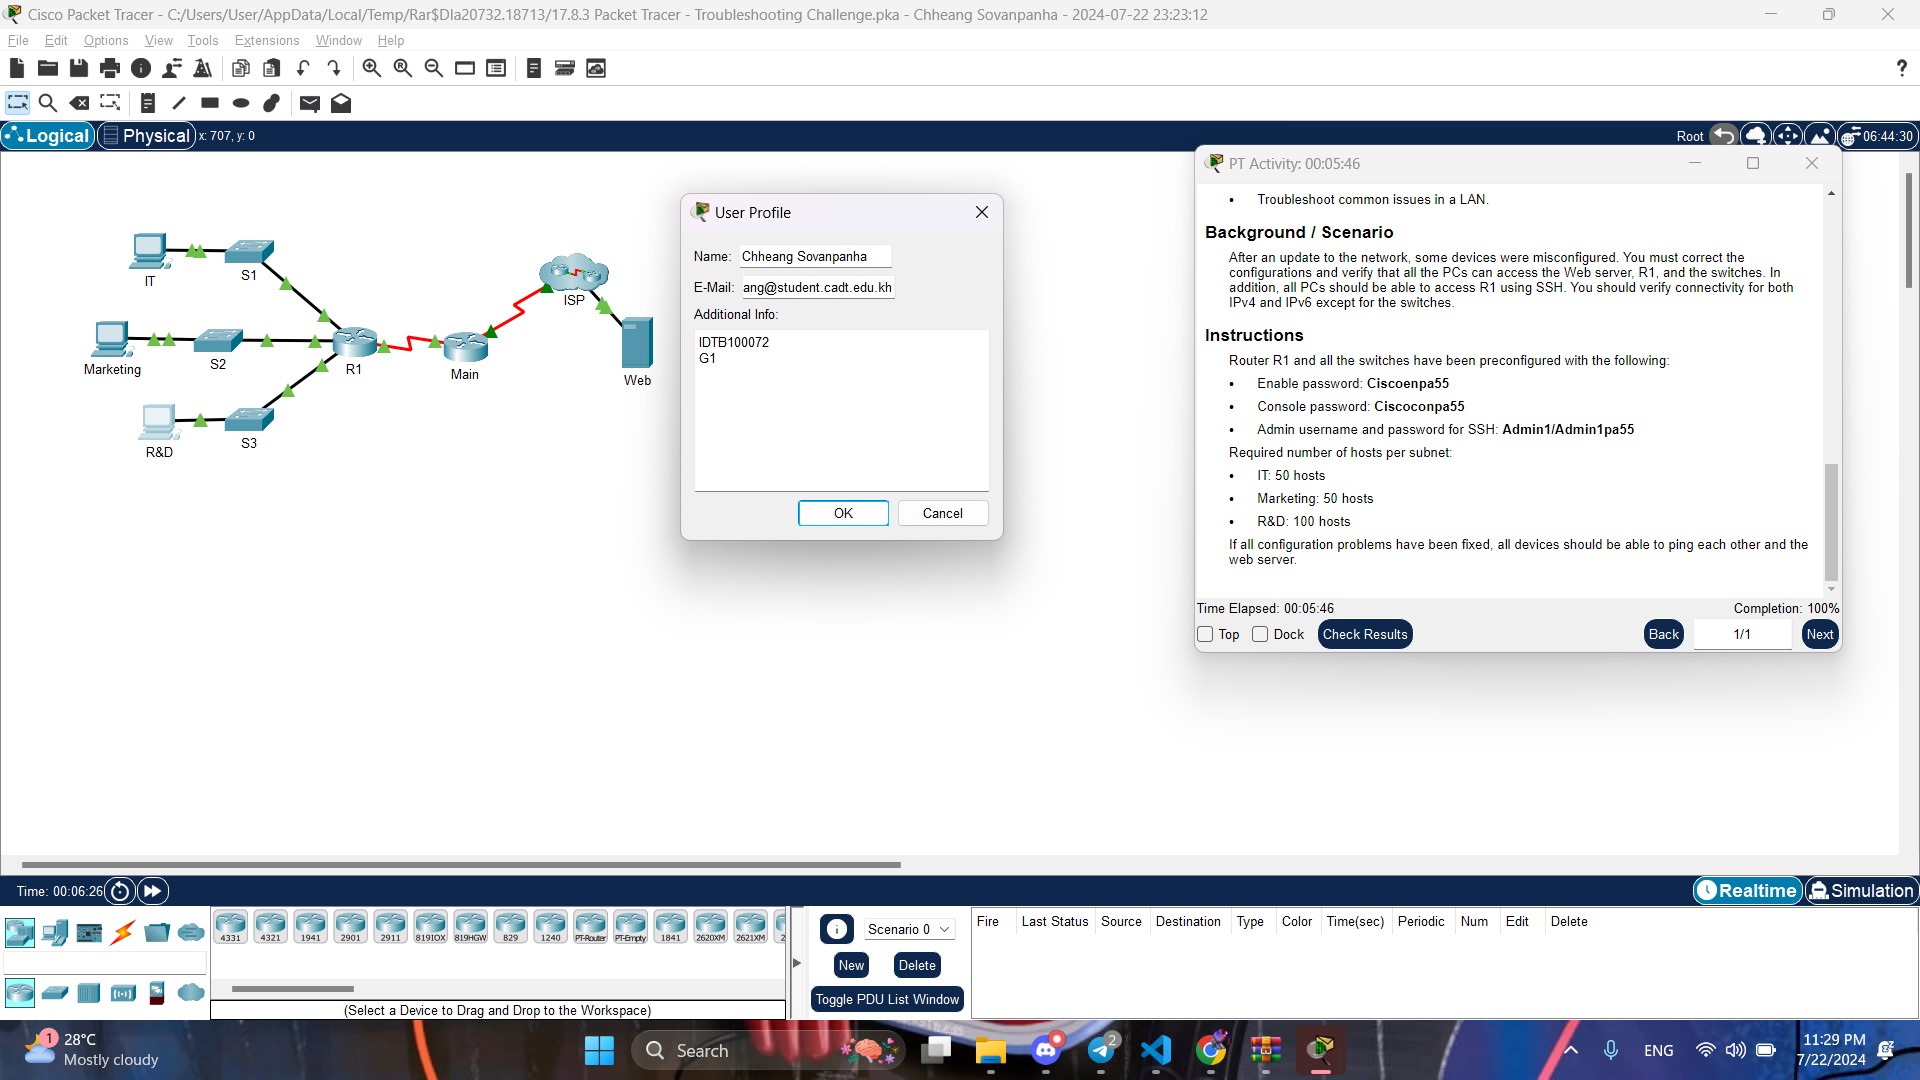 Cisco Packet Tracer - C:/Users/User/AppData/Local/Temp/Rar$DIa20732.18713/17.8.3 Packet Tracer - Troubleshooting Challenge.pka - Chheang Sovanpanha - 2024-07-22 23:23:12
File Edit Options View Tools Extensions Window Help
?
Logical Physical x: 707, y: 0 Root 06:44:30
PT Activity: 00:05:46
• Troubleshoot common issues in a LAN.
Background / Scenario
After an update to the network, some devices were misconfigured. You must correct the
configurations and verify that all the PCs can access the Web server, R1, and the switches. In
addition, all PCs should be able to access R1 using SSH. You should verify connectivity for both
IPv4 and IPv6 except for the switches.
Instructions
Router R1 and all the switches have been preconfigured with the following:
• Enable password: Ciscoenpa55
• Console password: Ciscoconpa55
• Admin username and password for SSH: Admin1/Admin1pa55
Required number of hosts per subnet:
• IT: 50 hosts
• Marketing: 50 hosts
• R&D: 100 hosts
If all configuration problems have been fixed, all devices should be able to ping each other and the
web server.
Time Elapsed: 00:05:46 Completion: 100%
Top Dock Check Results Back 1/1 Next
User Profile
Name: Chheang Sovanpanha
E-Mail: ang@student.cadt.edu.kh
Additional Info:
IDTB100072
G1
OK Cancel
IT
S1
Marketing
S2
R&D
S3
R1
Main
ISP
Web
Time: 00:06:26 Realtime Simulation
4331 4321 1941 2901 2911 819IOX 819HGW 829 1240 PT-Router PT-Empty 1841 2620XM 2621XM 2
(Select a Device to Drag and Drop to the Workspace)
Scenario 0
New Delete
Toggle PDU List Window
Fire Last Status Source Destination Type Color Time(sec) Periodic Num Edit Delete
1
28°C
Mostly cloudy
Search
2
ENG
11:29 PM
7/22/2024